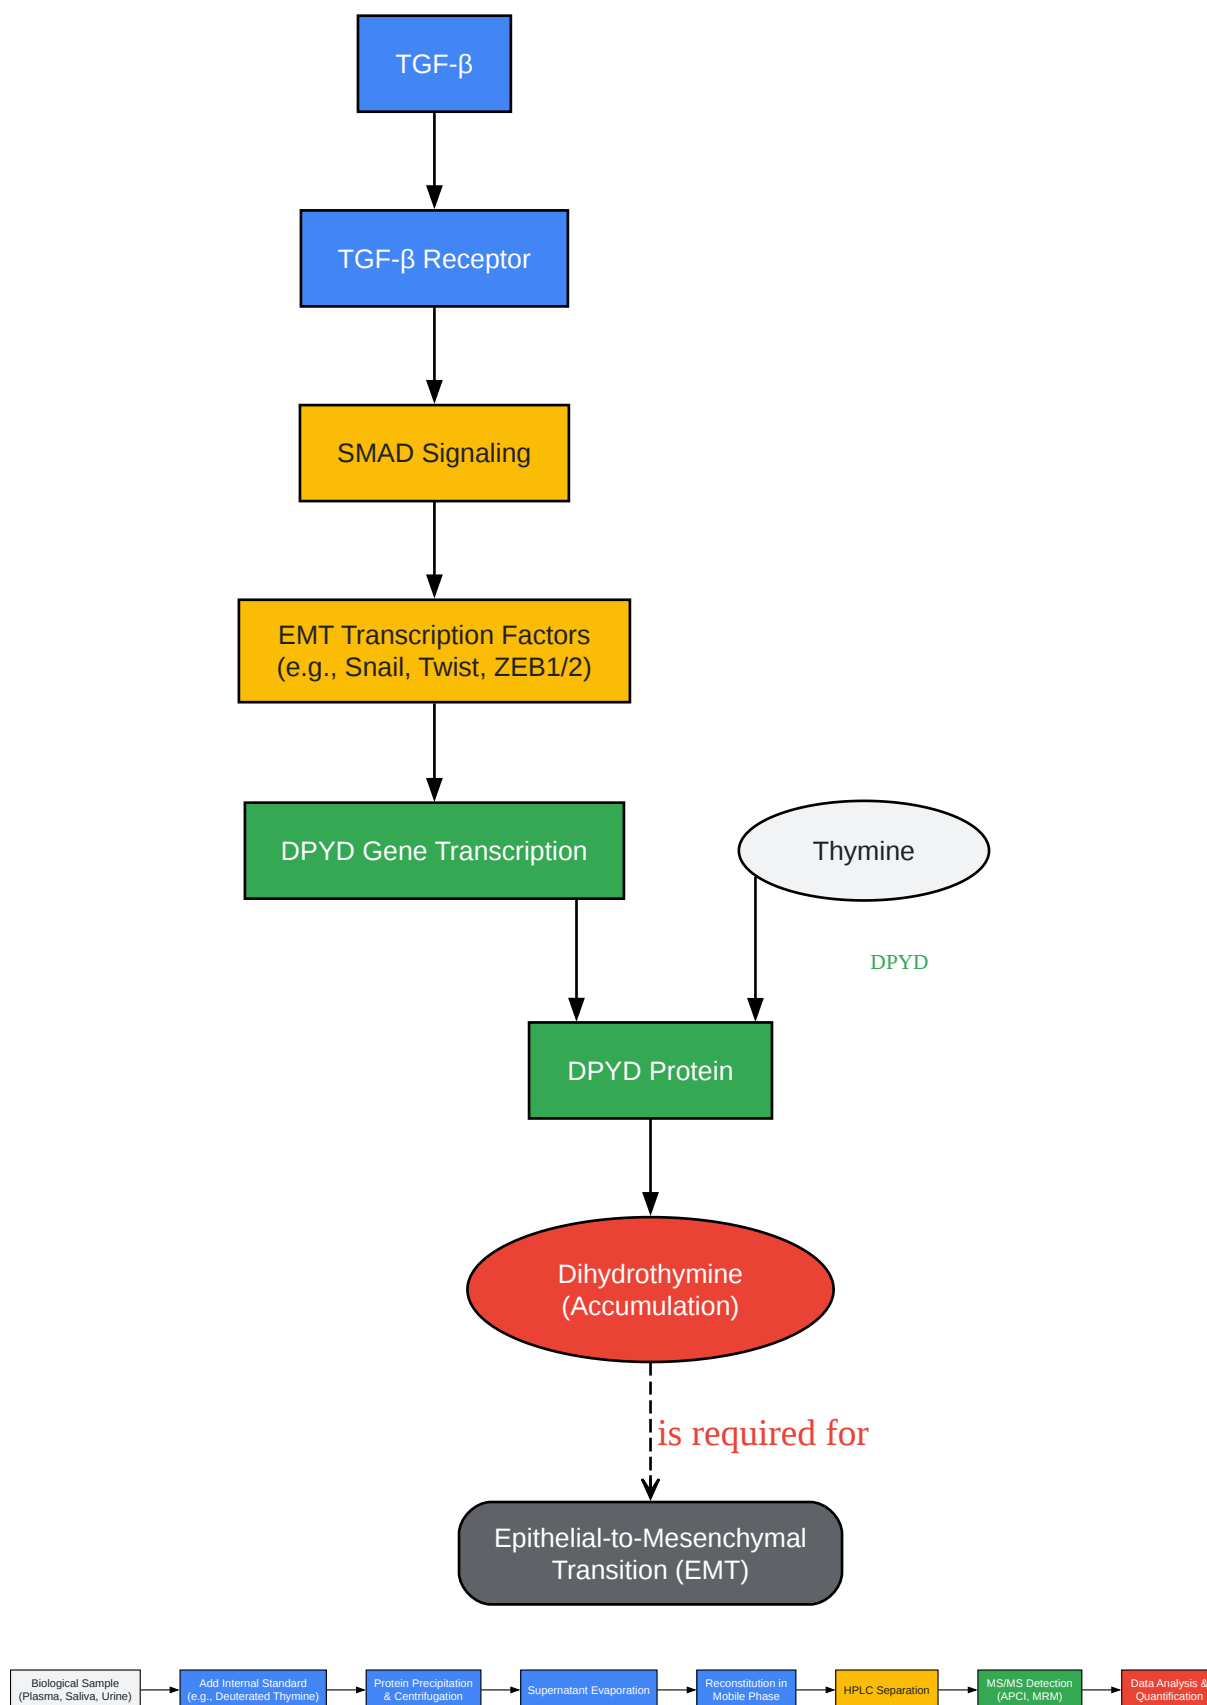 TGF-β
TGF-β Receptor
SMAD Signaling
EMT Transcription Factors
(e.g., Snail, Twist, ZEB1/2)
DPYD Gene Transcription
Thymine
DPYD
DPYD Protein
Dihydrothymine
(Accumulation)
is required for
Epithelial-to-Mesenchymal
Transition (EMT)
Biological Sample
(Plasma, Saliva, Urine)
Add Internal Standard
(e.g., Deuterated Thymine)
Protein Precipitation
& Centrifugation
Supernatant Evaporation
Reconstitution in
Mobile Phase
HPLC Separation
MS/MS Detection
(APCI, MRM)
Data Analysis &
Quantification